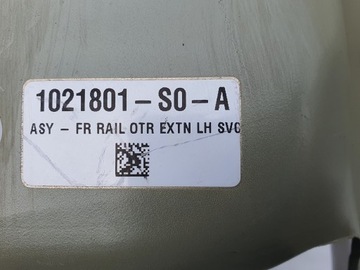 1021801-S0-A
ASY - FR RAIL OTR EXTN LH SVC